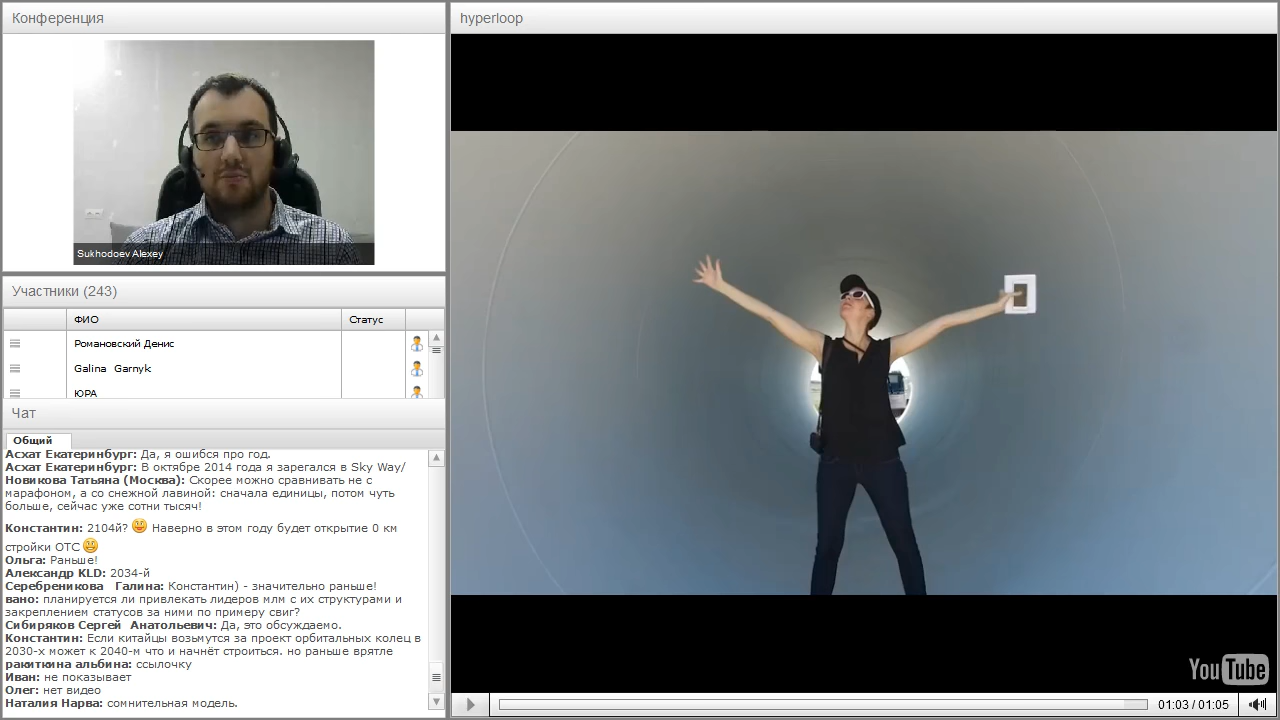 Конференция
Sukhodoev Alexey
Участники (243)
ФИО
Статус
Романовский Денис
Galina Garnyk
ЮРА
Чат
Общий
Асхат Екатеринбург: Да, я ошибся про год.
Асхат Екатеринбург: В октябре 2014 года я зарегался в Sky Way/
Новикова Татьяна (Москва): Скорее можно сравнивать не с
марафоном, а со снежной лавиной: сначала единицы, потом чуть
больше, сейчас уже сотни тысяч!
Константин: 2104й? Наверно в этом году будет открытие 0 км
стройки ОТС
Ольга: Раньше!
Александр KLD: 2034-й
Серебреникова Галина: Константин) - значительно раньше!
вано: планируется ли привлекать лидеров млм с их структурами и
закреплением статусов за ними по примеру свиг?
Сибиряков Сергей Анатольевич: Да, это обсуждаемо.
Константин: Если китайцы возьмутся за проект орбитальных колец в
2030-х может к 2040-м что и начнёт строиться. но раньше врятле
ракиткина альбина: ссылочку
Иван: не показывает
Олег: нет видео
Наталия Нарва: сомнительная модель.
hyperloop
YouTube
01:03 / 01:05